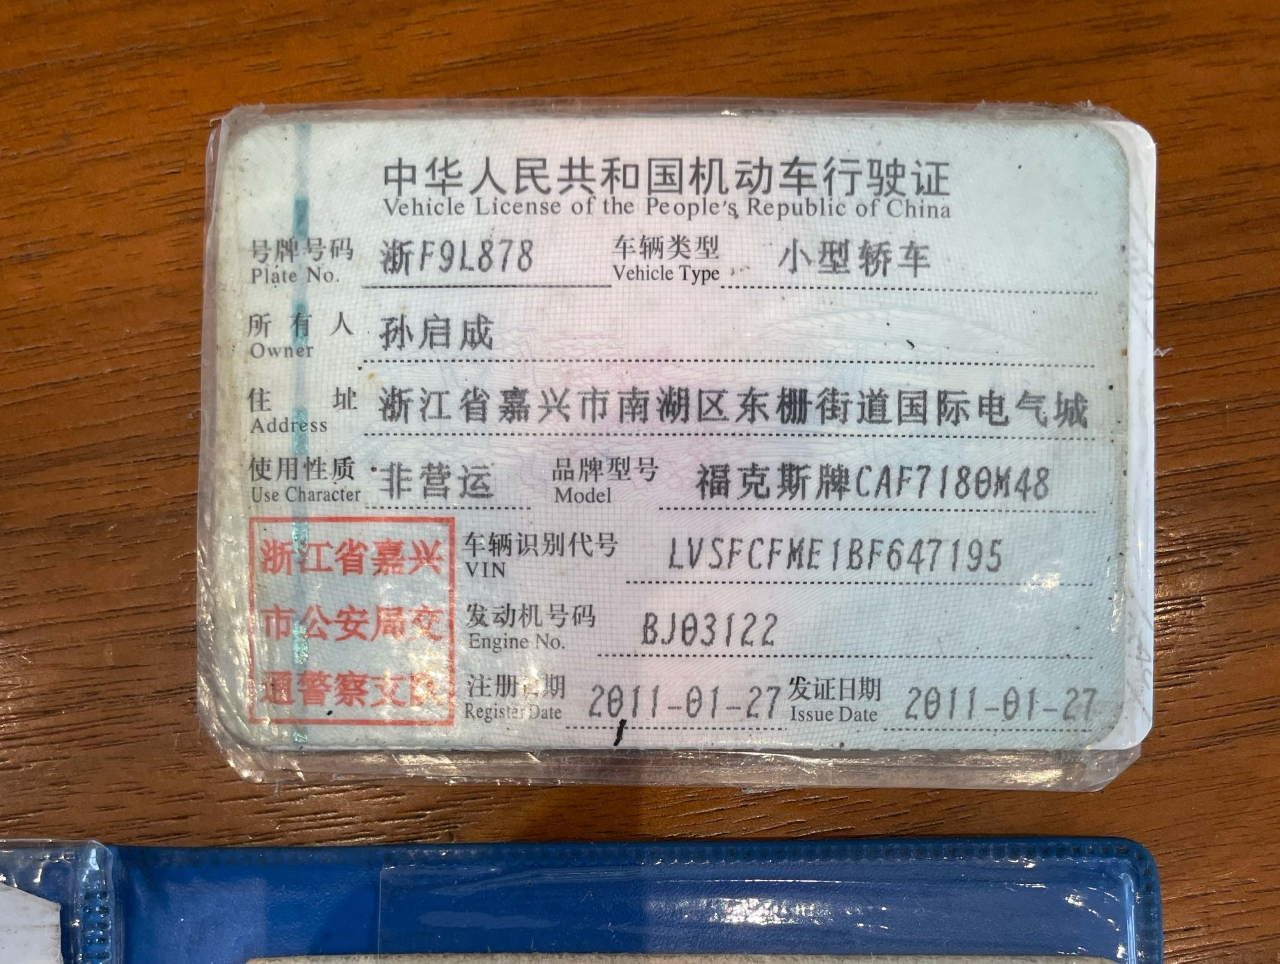 中华人民共和国机动车行驶证
Vehicle License of the People's Republic of China
号牌号码 浙F9L878 车辆类型 小型轿车
Plate No. Vehicle Type
所有人 孙启成
Owner
住址 浙江省嘉兴市南湖区东栅街道国际电气城
Address
使用性质 非营运 品牌型号 福克斯牌CAF7180M48
Use Character Model
浙江省嘉兴
市公安局交
通警察支队
车辆识别代号 LVSFCFME1BF647195
VIN
发动机号码 BJ03122
Engine No.
注册日期 2011-01-27 发证日期 2011-01-27
Register Date Issue Date